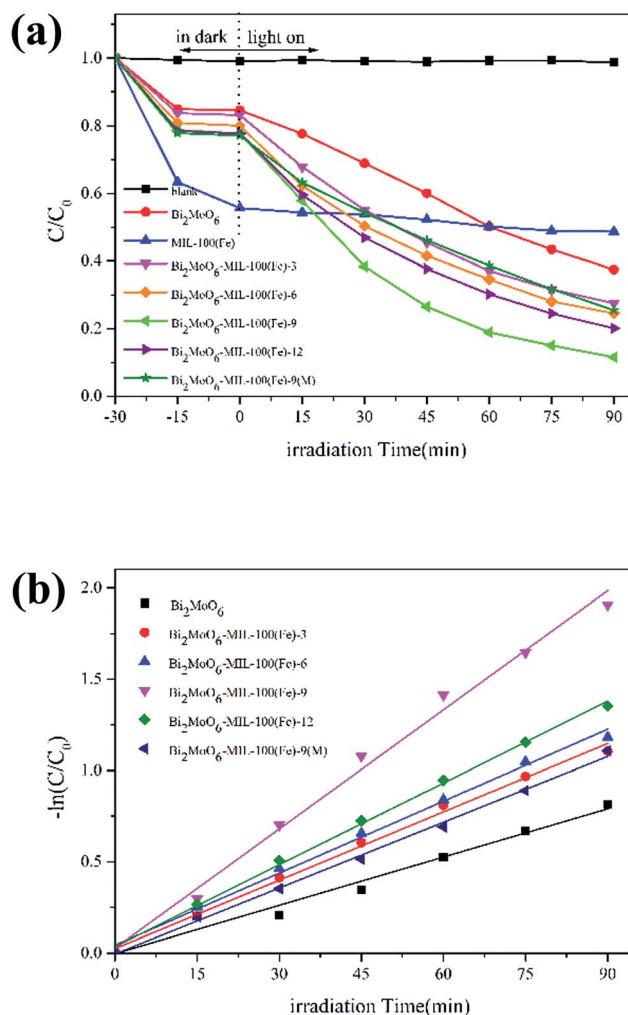 (a)
in dark light on
C/C₀
1.0
0.8
0.6
0.4
0.2
0.0
blank
Bi₂MoO₆
MIL-100(Fe)
Bi₂MoO₆-MIL-100(Fe)-3
Bi₂MoO₆-MIL-100(Fe)-6
Bi₂MoO₆-MIL-100(Fe)-9
Bi₂MoO₆-MIL-100(Fe)-12
Bi₂MoO₆-MIL-100(Fe)-9(M)
-30 -15 0 15 30 45 60 75 90
irradiation Time(min)
(b)
-ln(C/C₀)
2.0
1.5
1.0
0.5
0.0
Bi₂MoO₆
Bi₂MoO₆-MIL-100(Fe)-3
Bi₂MoO₆-MIL-100(Fe)-6
Bi₂MoO₆-MIL-100(Fe)-9
Bi₂MoO₆-MIL-100(Fe)-12
Bi₂MoO₆-MIL-100(Fe)-9(M)
0 15 30 45 60 75 90
irradiation Time(min)